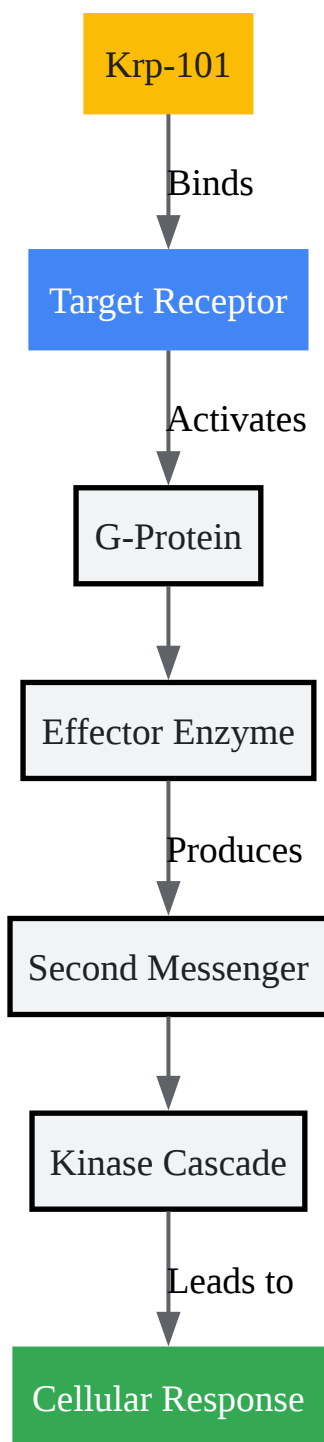 Krp-101
Binds
Target Receptor
Activates
G-Protein
Effector Enzyme
Produces
Second Messenger
Kinase Cascade
Leads to
Cellular Response